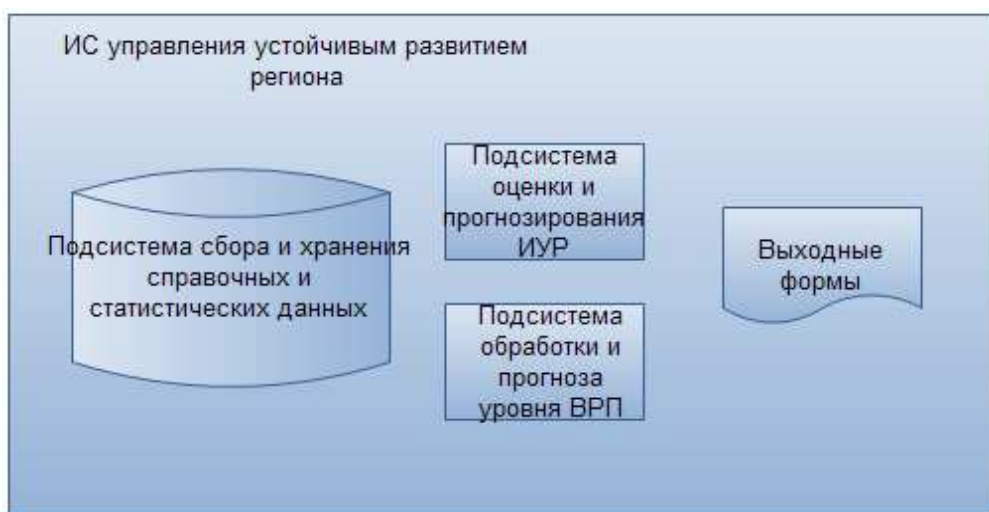 ИС управления устойчивым развитием
региона
Подсистема сбора и хранения
справочных и
статистических данных
Подсистема
оценки и
прогнозирования
ИУР
Подсистема
обработки и
прогноза
уровня ВРП
Выходные
формы